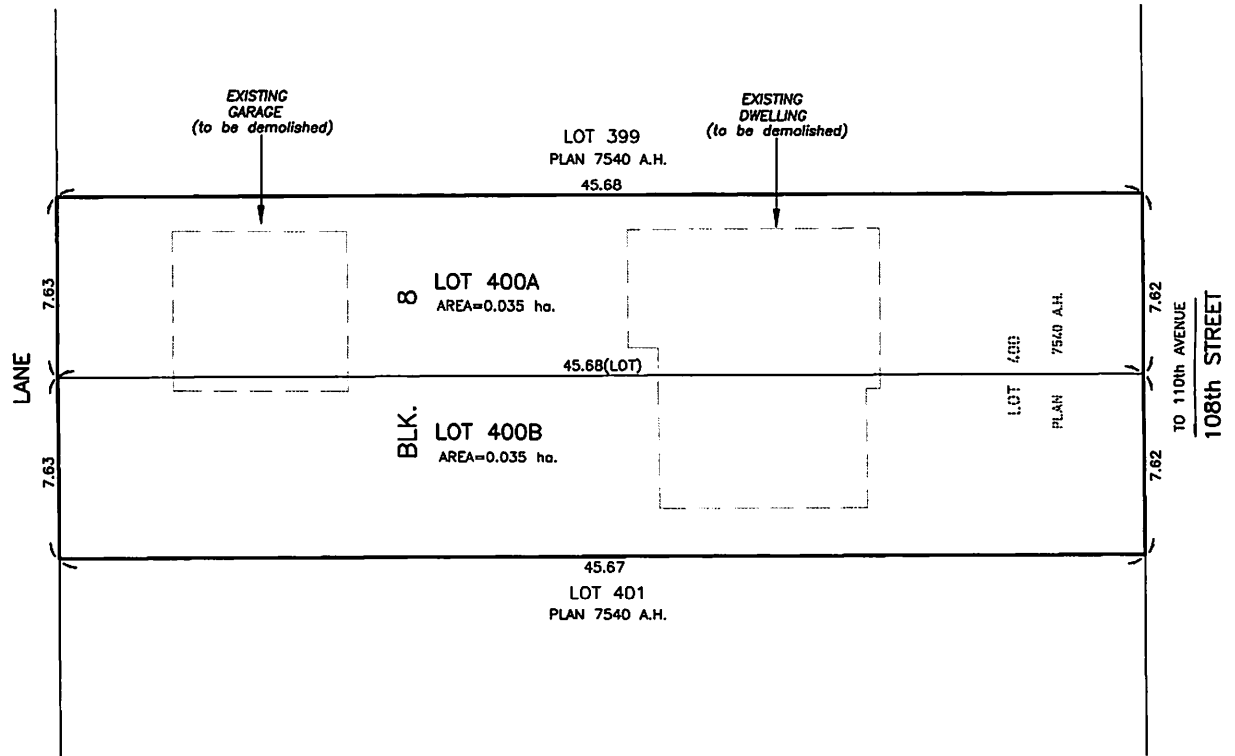 EXISTING
GARAGE
(to be demolished)
EXISTING
DWELLING
(to be demolished)
LOT 399
PLAN 7540 A.H.
45.68
7.63
8
LOT 400A
AREA=0.035 ha.
7.62
LANE
45.68(LOT)
LOT 400
PLAN 7540 A.H.
TO 110th AVENUE
108th STREET
7.63
BLK.
LOT 400B
AREA=0.035 ha.
7.62
45.67
LOT 401
PLAN 7540 A.H.